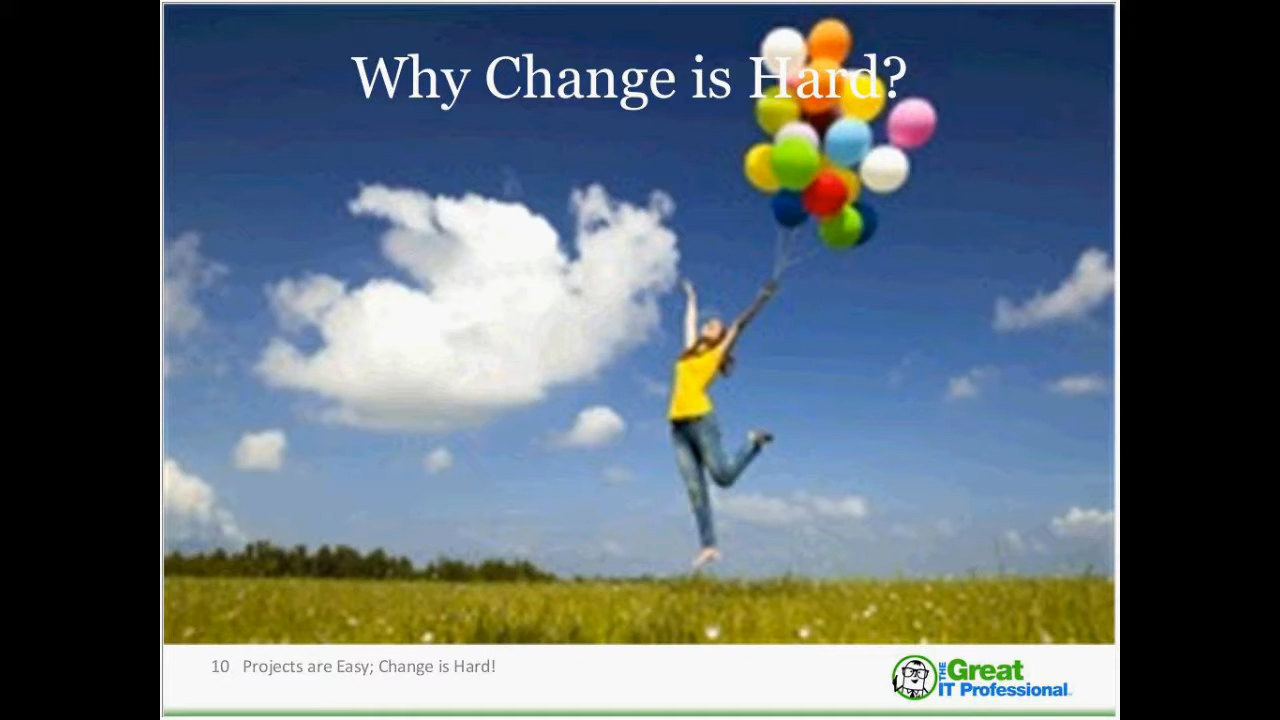 Why Change is Hard?
10 Projects are Easy; Change is Hard!
THE Great
IT Professional